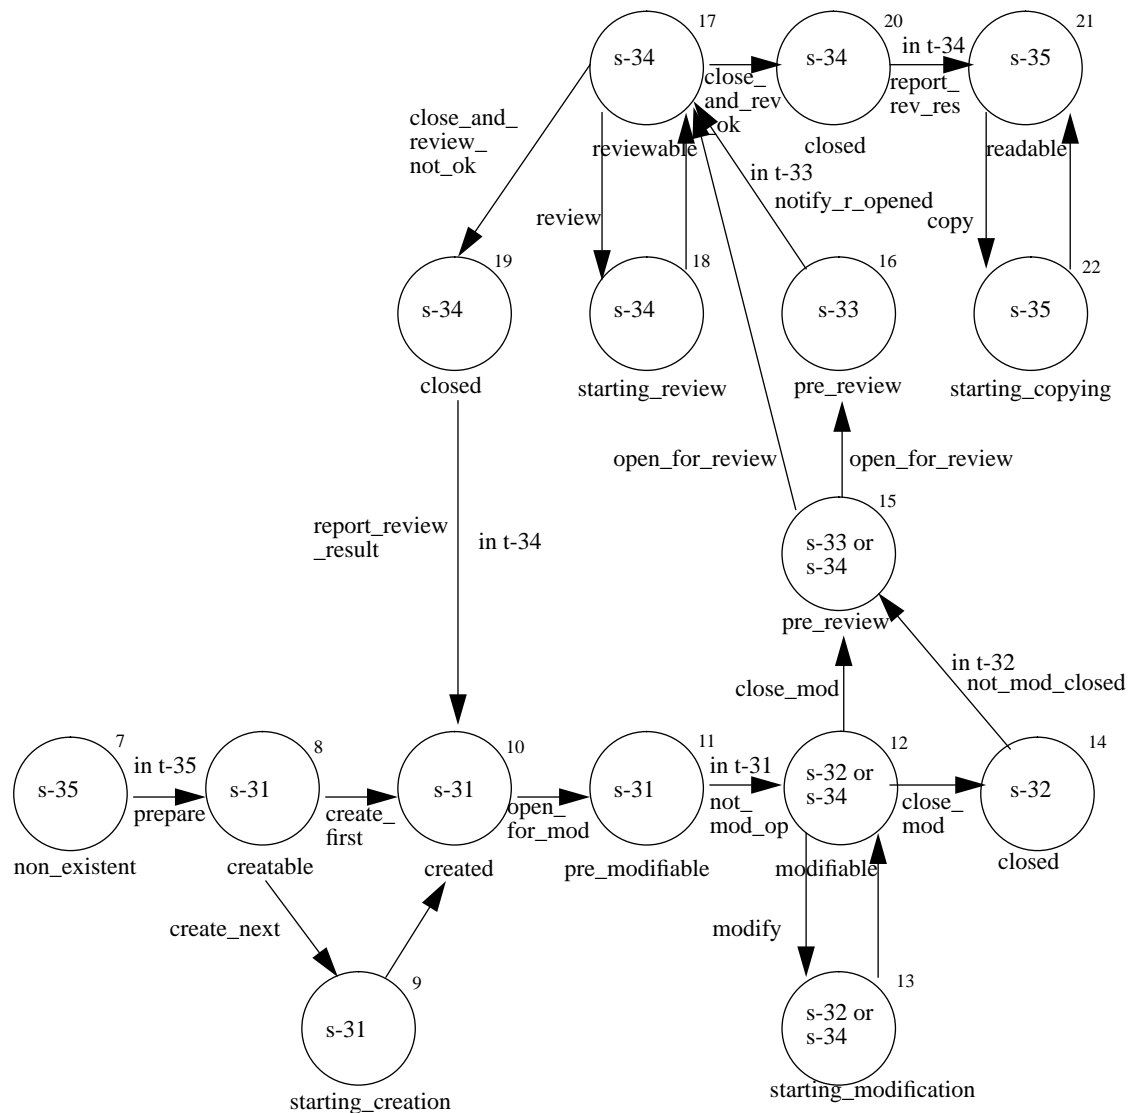 17
20
21
s-34
s-34
in t-34
s-35
close_
and_rev
_ok
report_
rev_res
close_and_
review_
not_ok
reviewable
closed
readable
in t-33
notify_r_opened
review
copy
19
18
16
22
s-34
s-34
s-33
s-35
closed
starting_review
pre_review
starting_copying
open_for_review
open_for_review
15
report_review
_result
in t-34
s-33 or
s-34
pre_review
in t-32
not_mod_closed
close_mod
7
8
10
11
12
14
in t-35
in t-31
s-35
s-31
s-31
s-31
s-32 or
s-34
s-32
prepare
create_
first
open_
_for_mod
not_
mod_op
close_
mod
non_existent
creatable
created
pre_modifiable
modifiable
closed
create_next
modify
9
13
s-31
s-32 or
s-34
starting_creation
starting_modification